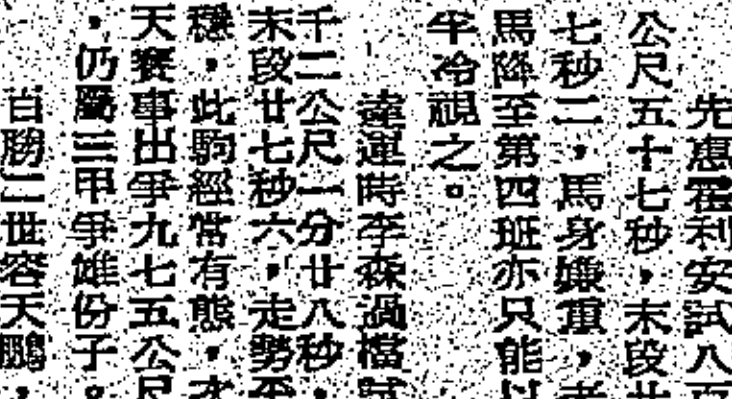 先惠霍利安試八百
公尺五十七秒，末段廿
七秒二，馬身嫌重，者
馬降至第四班亦只能以
半冷視之。
違運時李森過檔試
千二公尺一分廿八秒，
末段廿七秒六，走勢平
穩，此駒經常有態，才
天賽事出爭九七五公尺
，仍屬三甲爭雄份子。
白勝二世容天鵬，